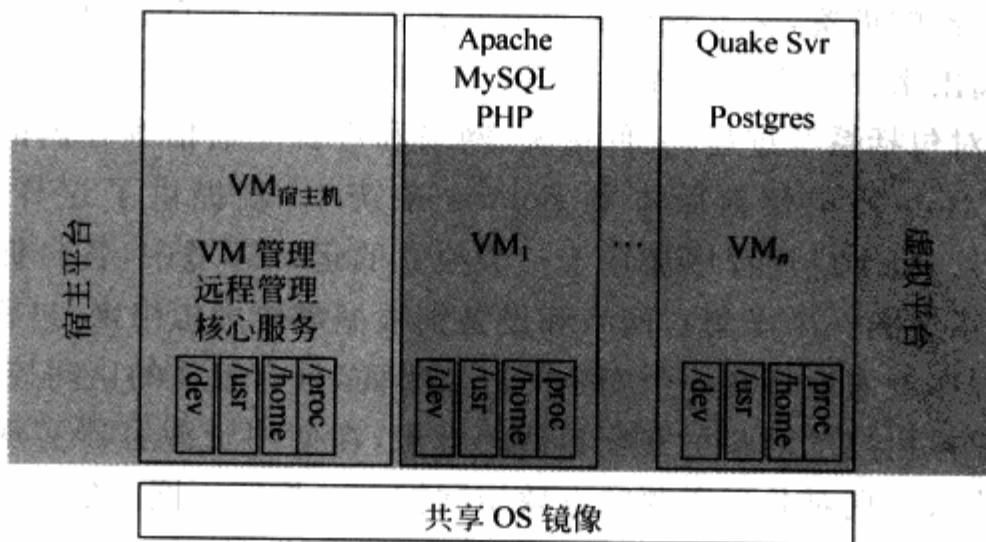 Apache
MySQL
PHP
Quake Svr
Postgres
宿主平台
VM宿主机
VM 管理
远程管理
核心服务
/dev
/usr
/home
/proc
VM1
/dev
/usr
/home
/proc
…
VMn
/dev
/usr
/home
/proc
虚拟平台
共享 OS 镜像